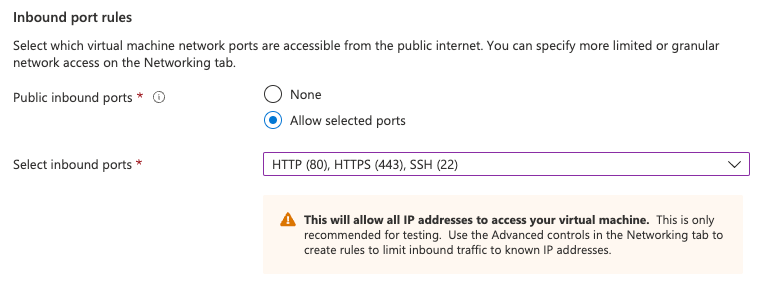 Inbound port rules
Select which virtual machine network ports are accessible from the public internet. You can specify more limited or granular
network access on the Networking tab.
Public inbound ports *
None
Allow selected ports
Select inbound ports *
HTTP (80), HTTPS (443), SSH (22)
This will allow all IP addresses to access your virtual machine. This is only
recommended for testing. Use the Advanced controls in the Networking tab to
create rules to limit inbound traffic to known IP addresses.